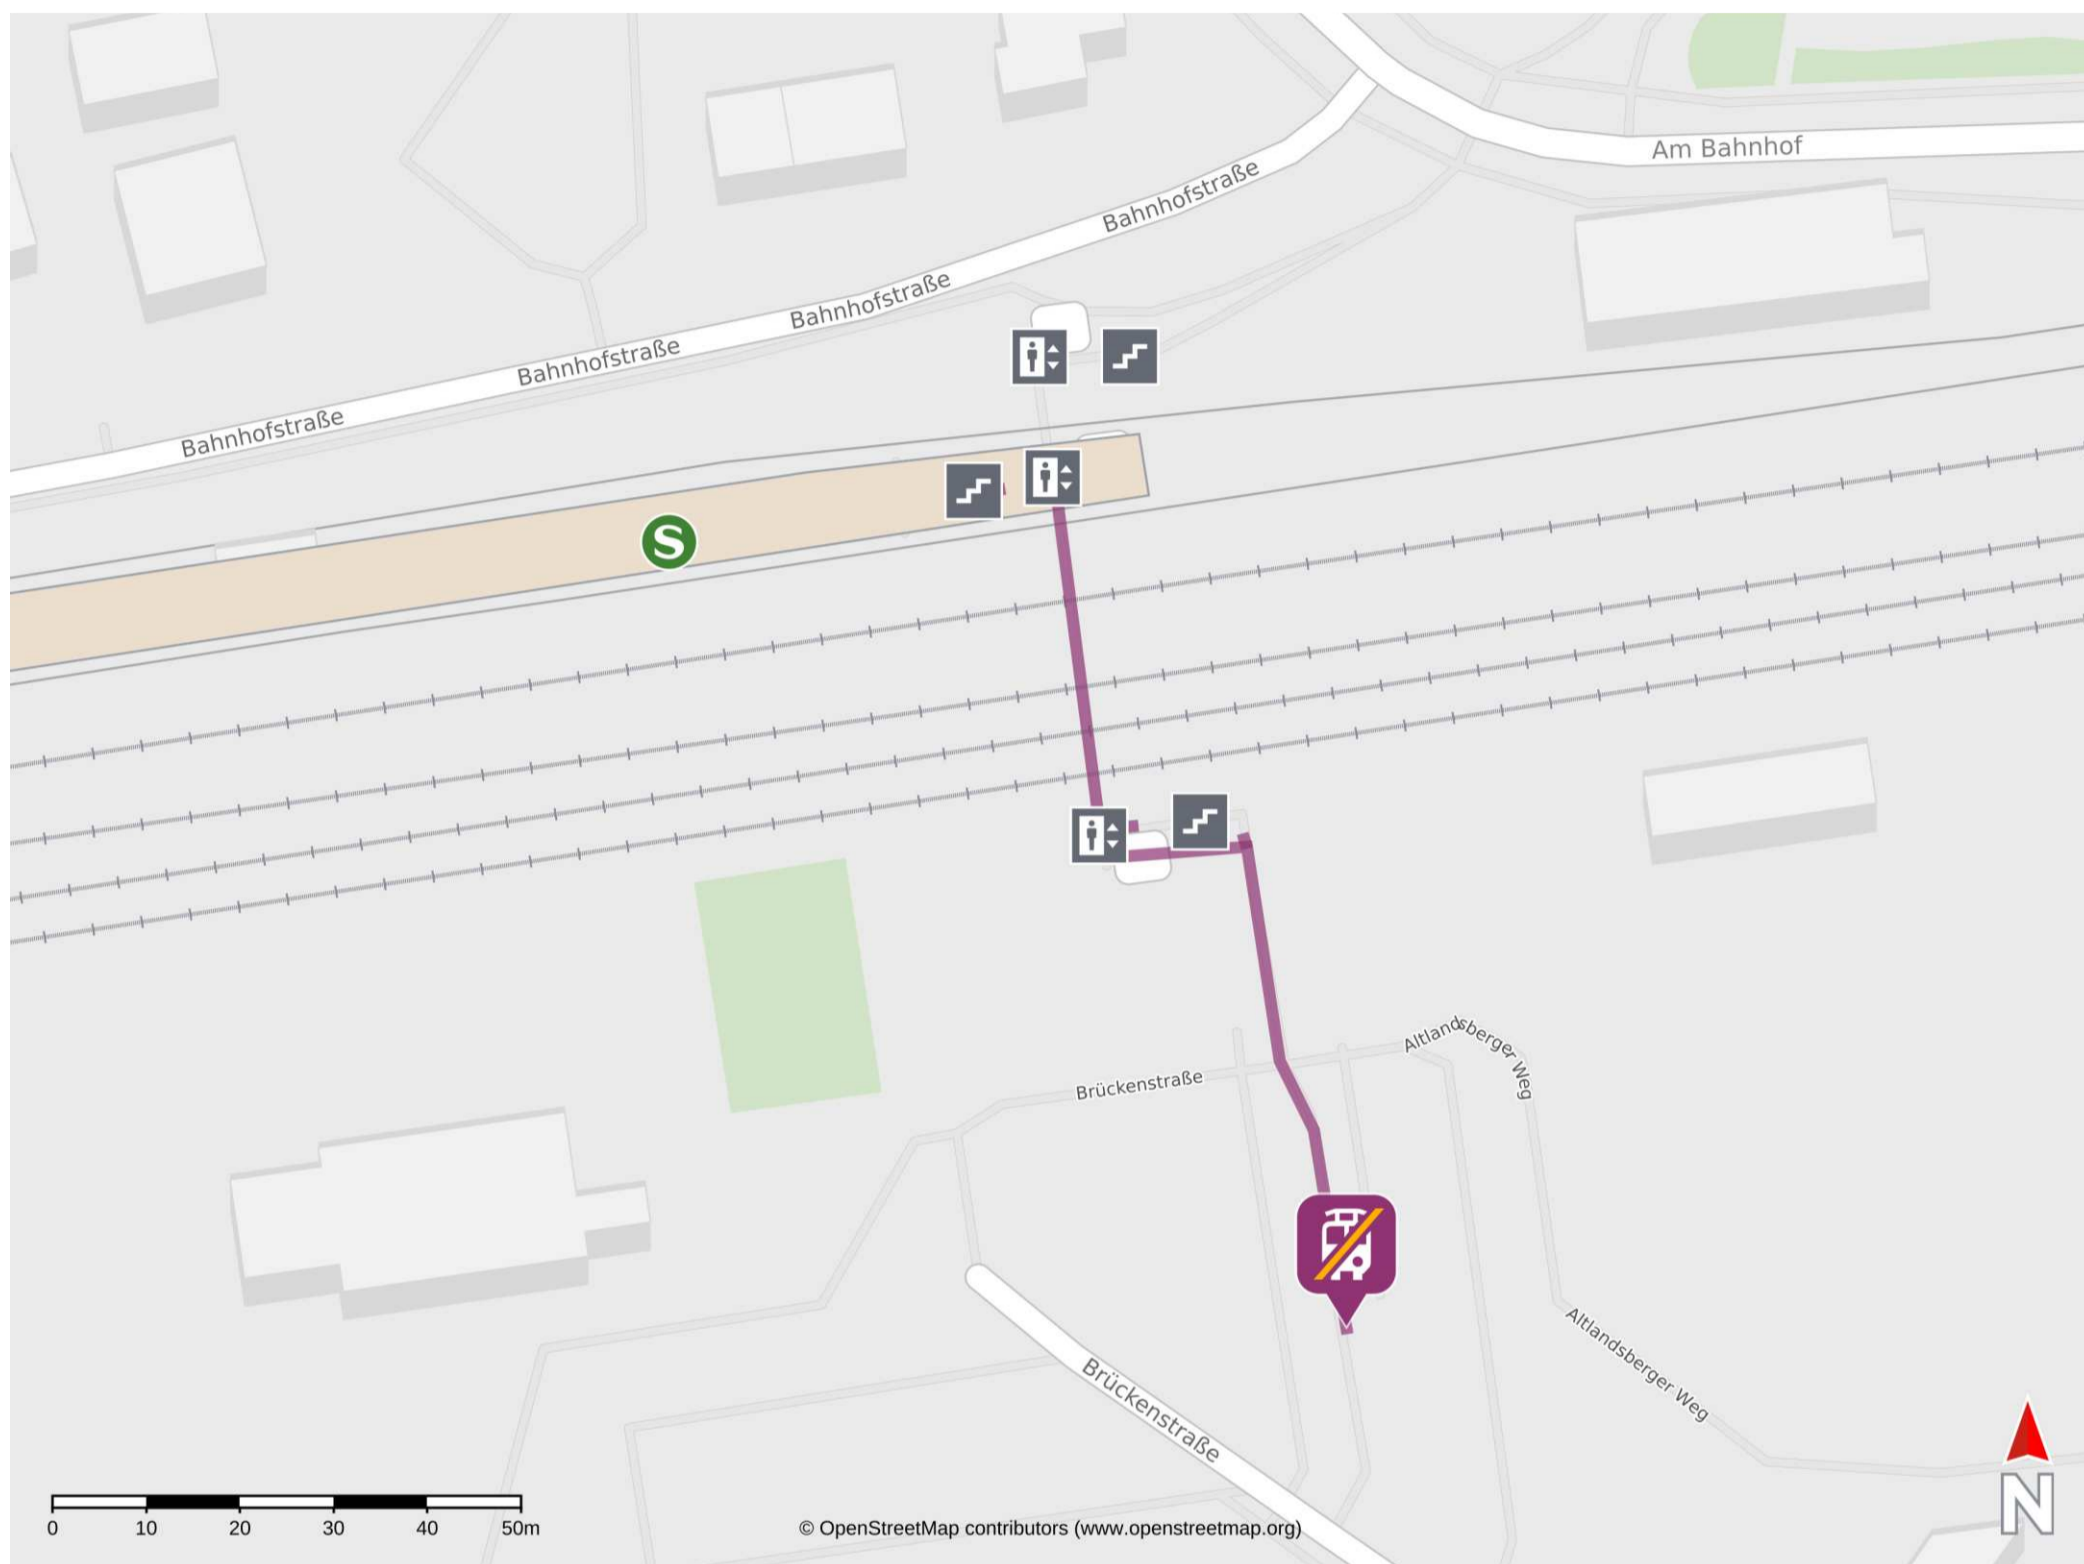 Am Bahnhof
Bahnhofstraße
Bahnhofstraße
Bahnhofstraße
Bahnhofstraße
S
Altlandsberger Weg
Brückenstraße
Altlandsberger Weg
Brückenstraße
N
0 10 20 30 40 50m
© OpenStreetMap contributors (www.openstreetmap.org)